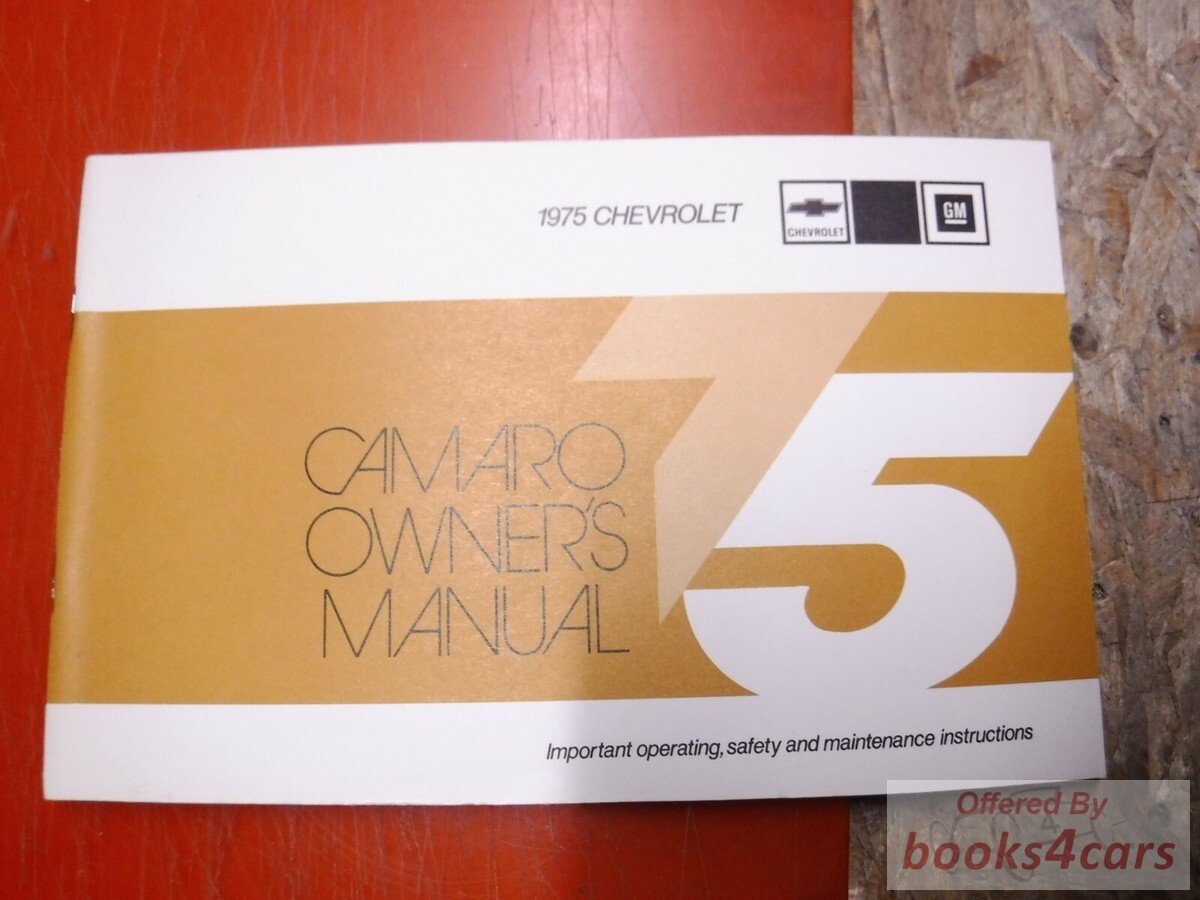 1975 CHEVROLET
CHEVROLET
GM
75
CAMARO
OWNER'S
MANUAL
Important operating, safety and maintenance instructions
Offered By
books4cars